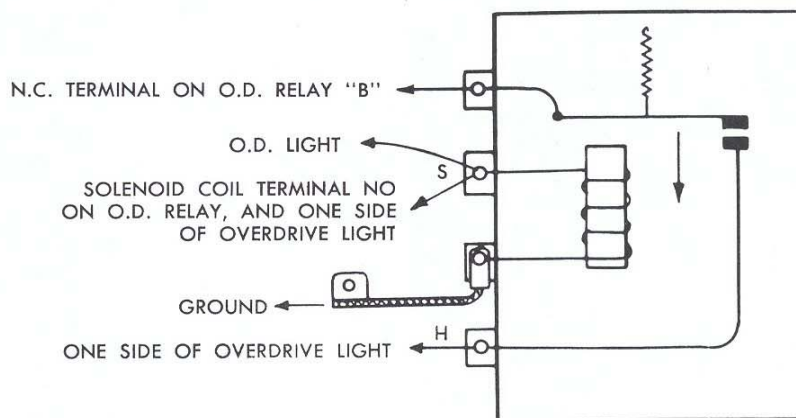 N.C. TERMINAL ON O.D. RELAY "B"
O.D. LIGHT
S
SOLENOID COIL TERMINAL NO
ON O.D. RELAY, AND ONE SIDE
OF OVERDRIVE LIGHT
GROUND
H
ONE SIDE OF OVERDRIVE LIGHT